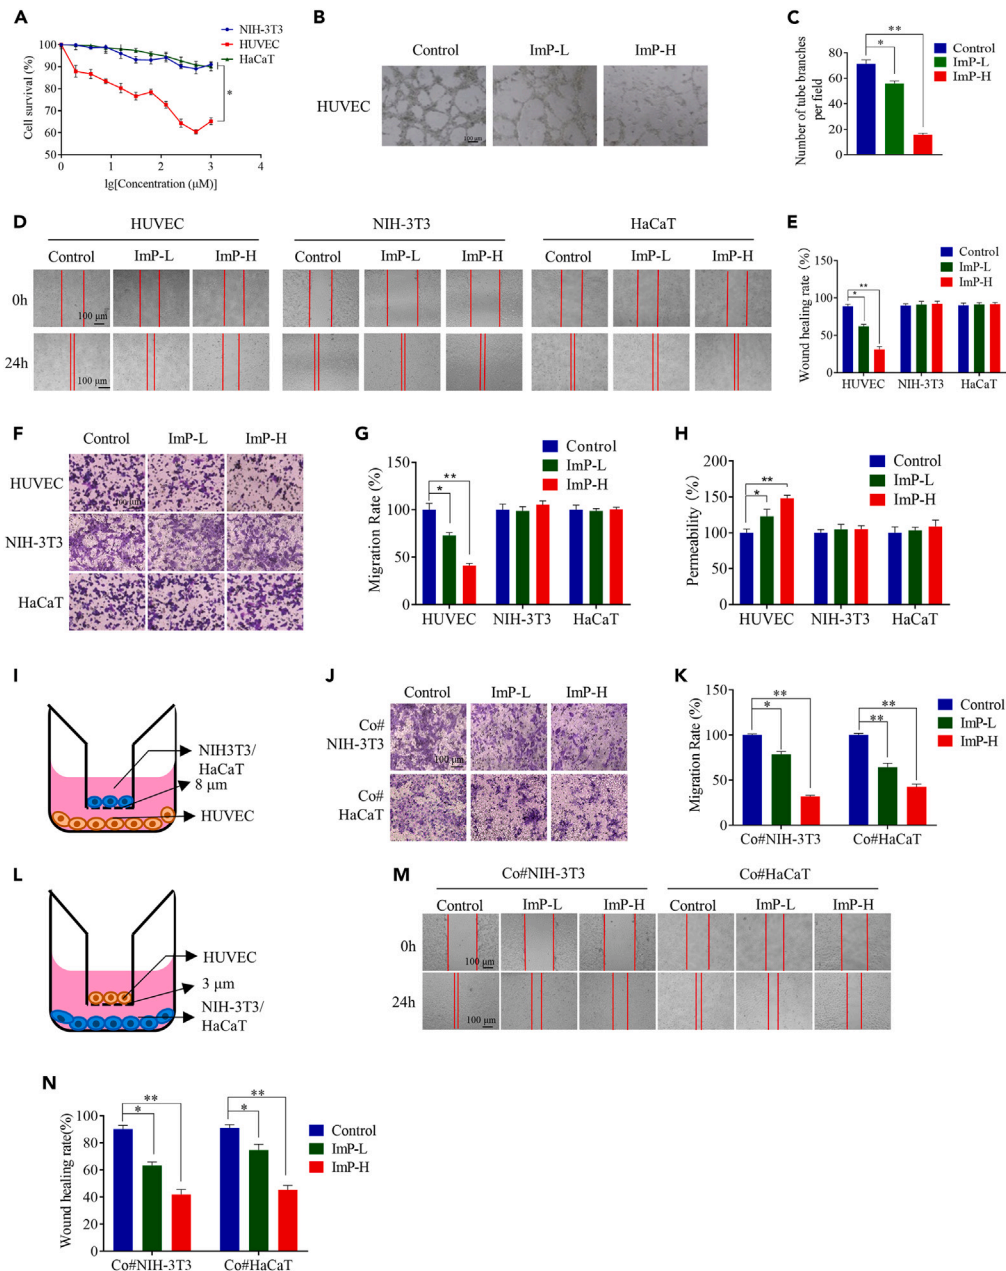 A
NIH-3T3
HUVEC
HaCaT
Cell survival (%)
100
90
80
70
60
50
*
0
1
2
3
4
lg[Concentration (μM)]
B
Control
ImP-L
ImP-H
HUVEC
100 μm
C
Control
ImP-L
ImP-H
Number of tube branches
per field
80
60
40
20
0
*
**
D
HUVEC
NIH-3T3
HaCaT
Control
ImP-L
ImP-H
Control
ImP-L
ImP-H
Control
ImP-L
ImP-H
0h
100 μm
24h
100 μm
E
Control
ImP-L
ImP-H
Wound healing rate (%)
150
100
50
0
*
**
HUVEC
NIH-3T3
HaCaT
F
Control
ImP-L
ImP-H
HUVEC
100 μm
NIH-3T3
HaCaT
G
Control
ImP-L
ImP-H
Migration Rate (%)
150
100
50
0
*
**
HUVEC
NIH-3T3
HaCaT
H
Control
ImP-L
ImP-H
Permeability (%)
200
150
100
50
0
*
**
HUVEC
NIH-3T3
HaCaT
I
NIH3T3/
HaCaT
8 μm
HUVEC
J
Control
ImP-L
ImP-H
Co#
NIH-3T3
100 μm
Co#
HaCaT
K
Control
ImP-L
ImP-H
Migration Rate (%)
150
100
50
0
*
**
**
**
Co#NIH-3T3
Co#HaCaT
L
HUVEC
3 μm
NIH-3T3/
HaCaT
M
Co#NIH-3T3
Co#HaCaT
Control
ImP-L
ImP-H
Control
ImP-L
ImP-H
0h
100 μm
24h
100 μm
N
Control
ImP-L
ImP-H
Wound healing rate(%)
100
80
60
40
20
0
*
**
*
**
Co#NIH-3T3
Co#HaCaT